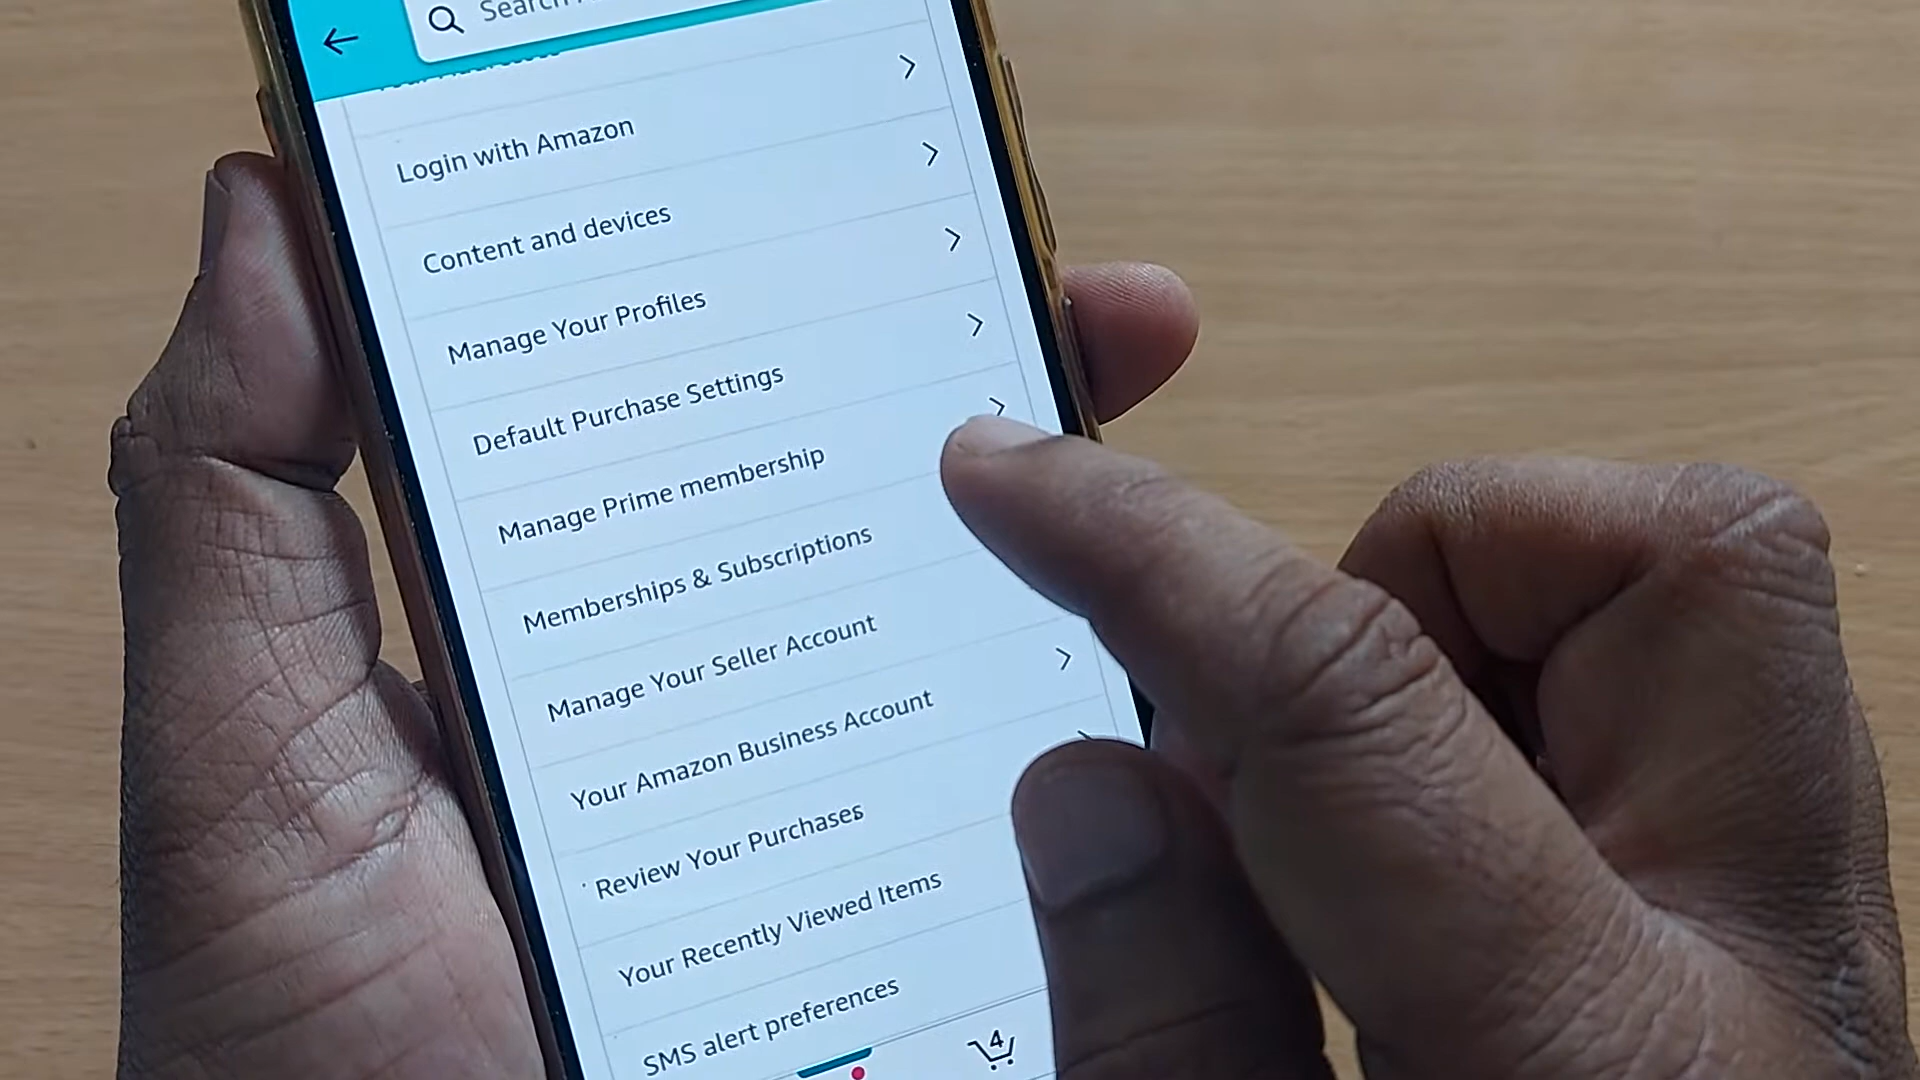 Search
Login with Amazon
Content and devices
Manage Your Profiles
Default Purchase Settings
Manage Prime membership
Memberships & Subscriptions
Manage Your Seller Account
Your Amazon Business Account
Review Your Purchases
Your Recently Viewed Items
SMS alert preferences
4